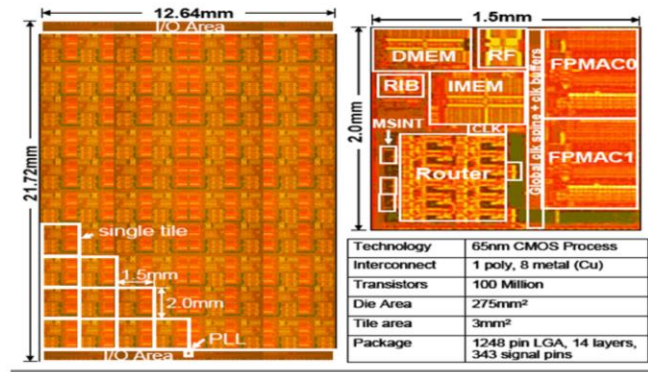 12.64mm
I/O Area
21.72mm
single tile
1.5mm
2.0mm
PLL
I/O Area
1.5mm
2.0mm
DMEM
RF
RIB
IMEM
MSINT
CLK
Router
Global clk spine + clk buffers
FPMAC0
FPMAC1
Technology 65nm CMOS Process
Interconnect 1 poly, 8 metal (Cu)
Transistors 100 Million
Die Area 275mm²
Tile area 3mm²
Package 1248 pin LGA, 14 layers,
343 signal pins